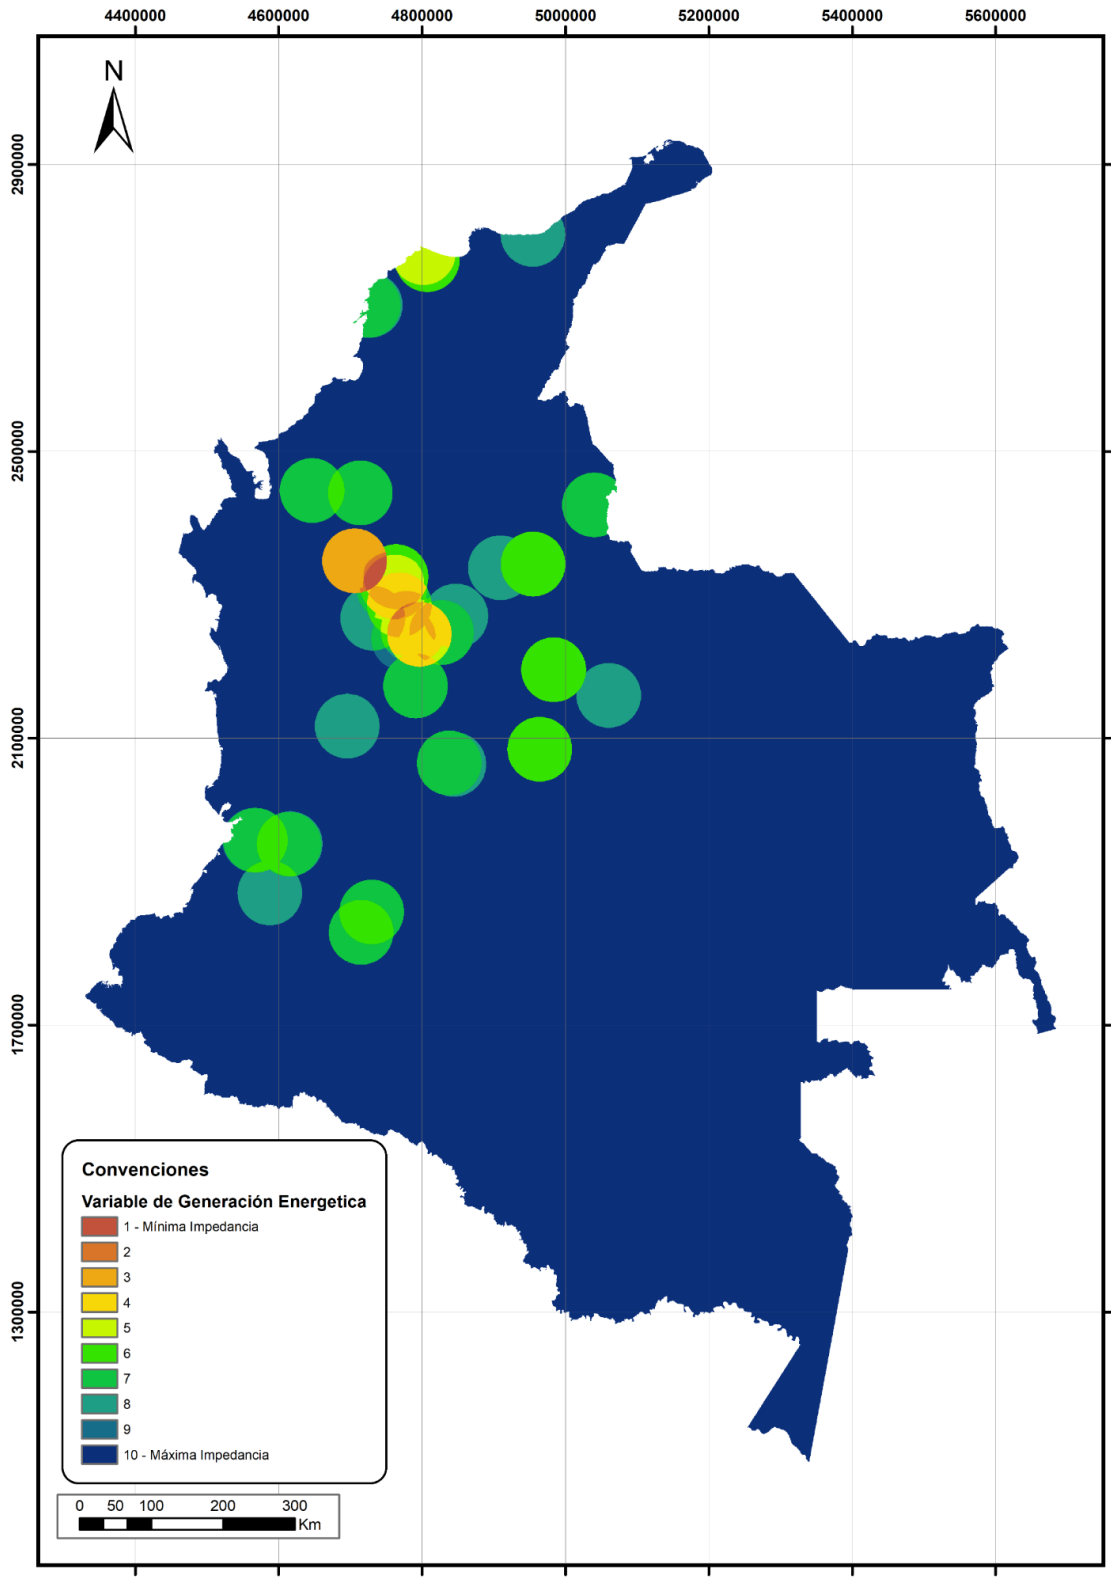 4400000 4600000 4800000 5000000 5200000 5400000 5600000
N
2900000
2500000
2100000
1700000
1300000
Convenciones
Variable de Generación Energetica
1 - Mínima Impedancia
2
3
4
5
6
7
8
9
10 - Máxima Impedancia
0 50 100 200 300
Km